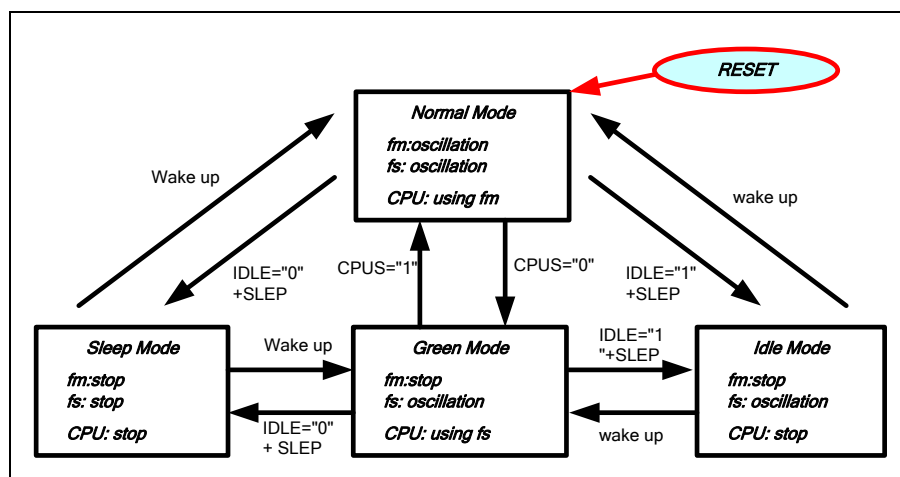 RESET
Normal Mode
fm:oscillation
fs: oscillation
CPU: using fm
Wake up
wake up
IDLE="0"
+SLEP
CPUS="1"
CPUS="0"
IDLE="1"
+SLEP
Sleep Mode
fm:stop
fs: stop
CPU: stop
Wake up
IDLE="0"
+ SLEP
Green Mode
fm:stop
fs: oscillation
CPU: using fs
IDLE="1
"+SLEP
wake up
Idle Mode
fm:stop
fs: oscillation
CPU: stop